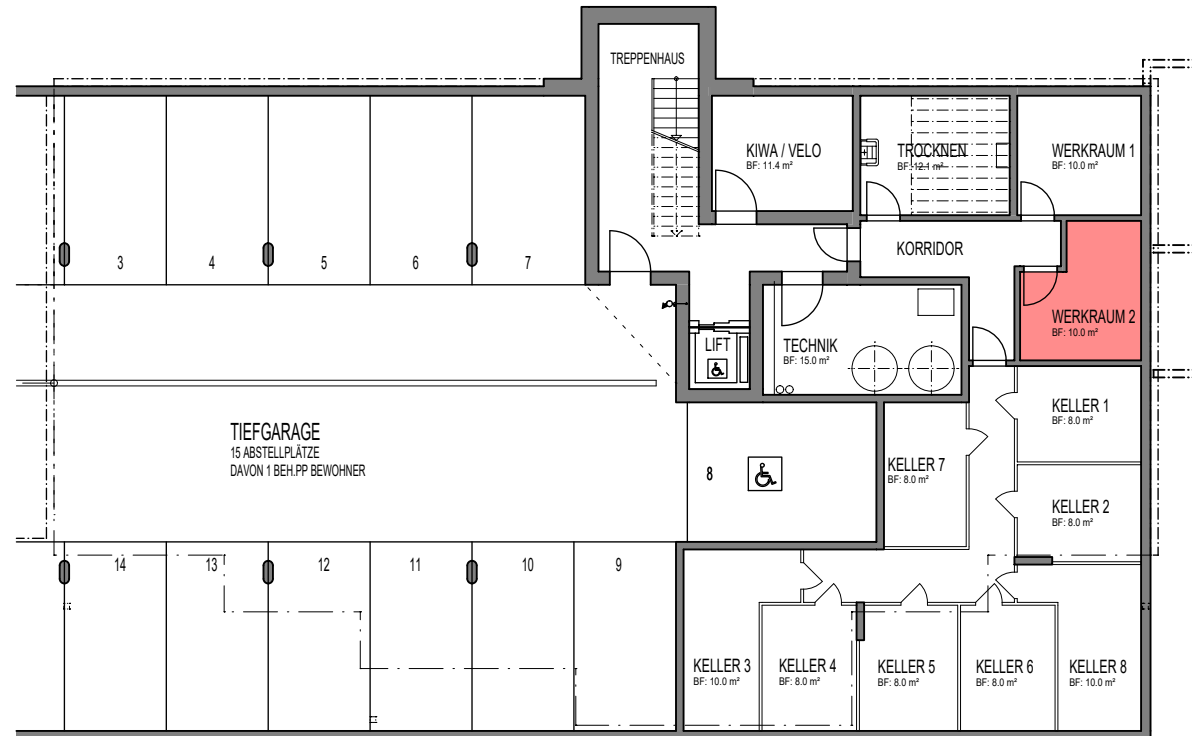 TREPPENHAUS
KIWA / VELO
BF: 11.4 m²
TROCKNEN
BF: 12.1 m²
WERKRAUM 1
BF: 10.0 m²
3
4
5
6
7
KORRIDOR
WERKRAUM 2
BF: 10.0 m²
LIFT
TECHNIK
BF: 15.0 m²
TIEFGARAGE
15 ABSTELLPLÄTZE
DAVON 1 BEH.PP BEWOHNER
8
KELLER 1
BF: 8.0 m²
KELLER 7
BF: 8.0 m²
KELLER 2
BF: 8.0 m²
14
13
12
11
10
9
KELLER 3
BF: 10.0 m²
KELLER 4
BF: 8.0 m²
KELLER 5
BF: 8.0 m²
KELLER 6
BF: 8.0 m²
KELLER 8
BF: 10.0 m²